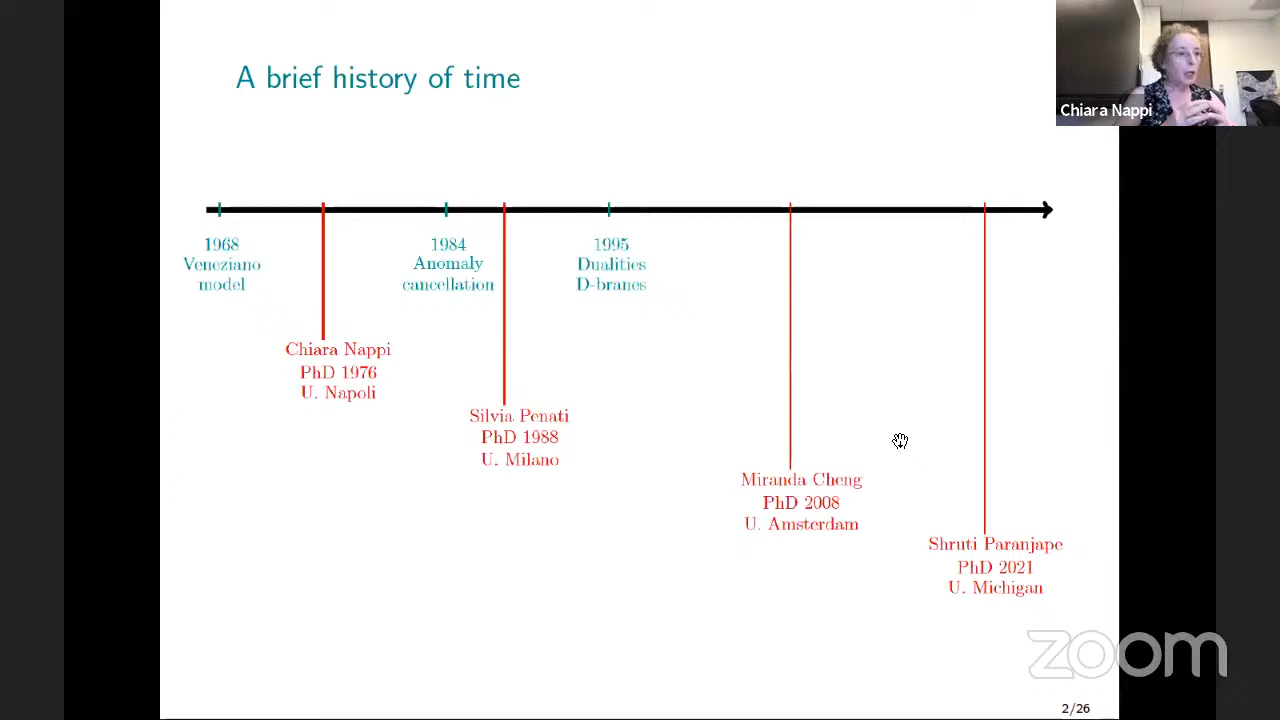 A brief history of time
Chiara Nappi
1968
Veneziano
model
1984
Anomaly
cancellation
1995
Dualities
D-branes
Chiara Nappi
PhD 1976
U. Napoli
Silvia Penati
PhD 1988
U. Milano
Miranda Cheng
PhD 2008
U. Amsterdam
Shruti Paranjape
PhD 2021
U. Michigan
zoom
2/26